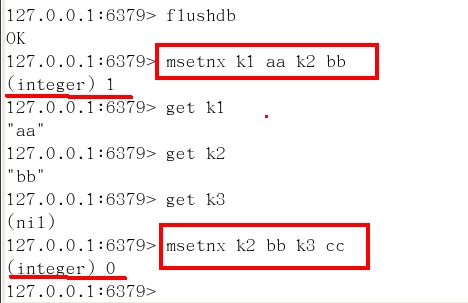 127.0.0.1:6379> flushdb
OK
127.0.0.1:6379> msetnx k1 aa k2 bb
(integer) 1
127.0.0.1:6379> get k1
"aa"
127.0.0.1:6379> get k2
"bb"
127.0.0.1:6379> get k3
(nil)
127.0.0.1:6379> msetnx k2 bb k3 cc
(integer) 0
127.0.0.1:6379>